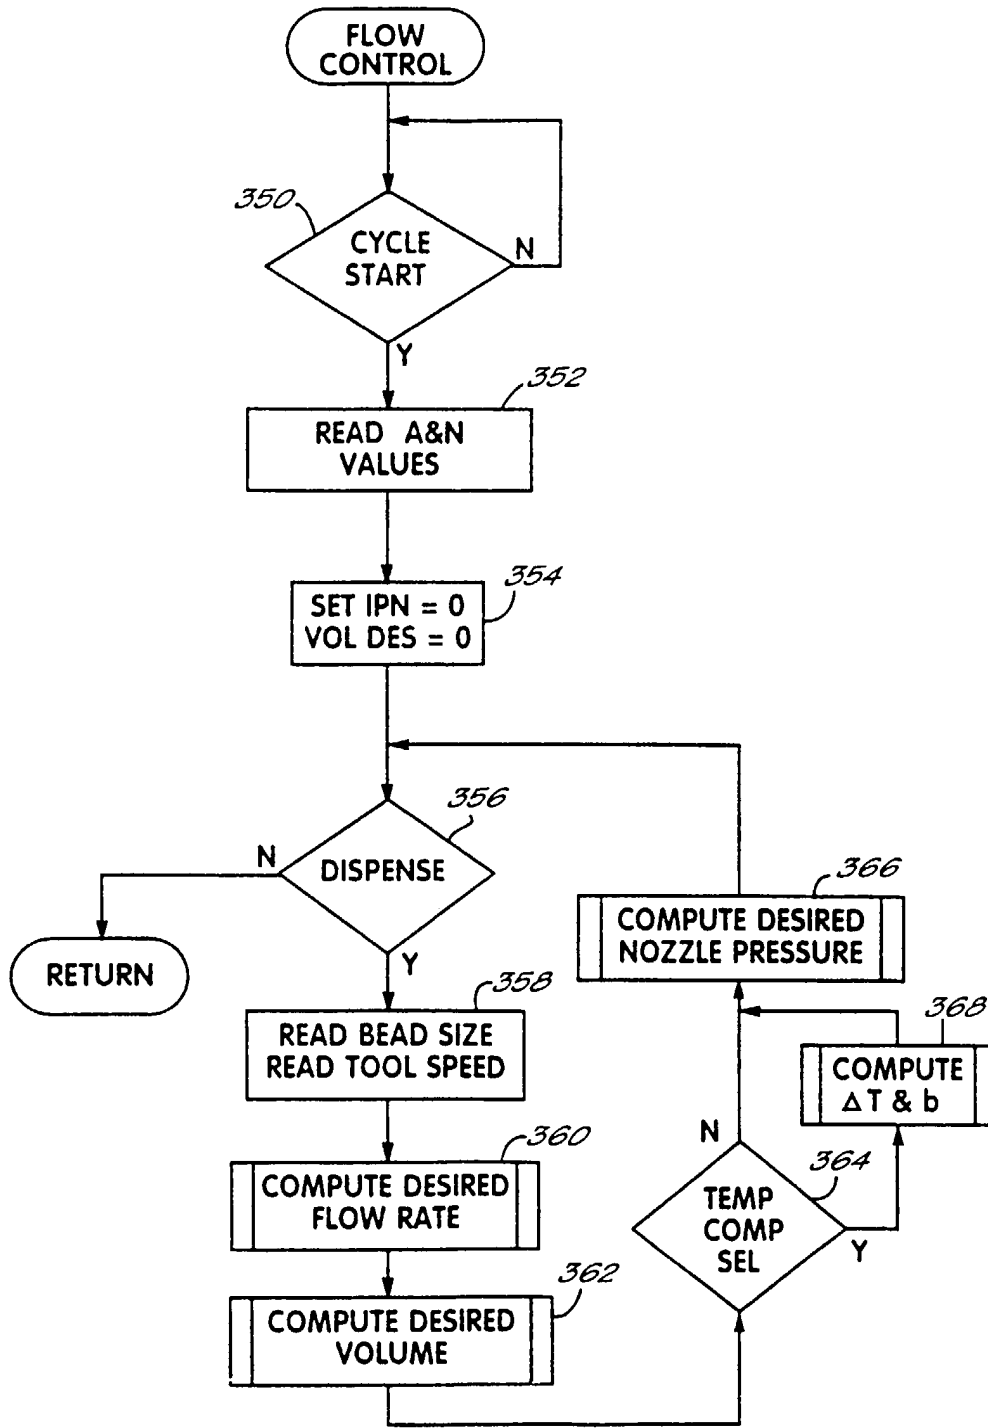 FLOW
CONTROL
350
CYCLE
START
N
Y
352
READ A&N
VALUES
354
SET IPN = 0
VOL DES = 0
356
DISPENSE
N
RETURN
Y
358
READ BEAD SIZE
READ TOOL SPEED
360
COMPUTE DESIRED
FLOW RATE
362
COMPUTE DESIRED
VOLUME
364
TEMP
COMP
SEL
Y
N
368
COMPUTE
Δ T & b
366
COMPUTE DESIRED
NOZZLE PRESSURE